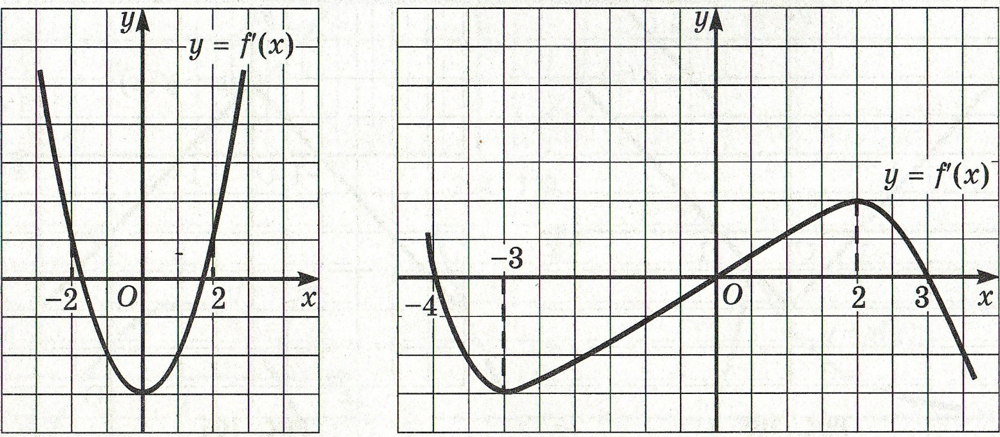 y
y = f'(x)
-2
O
2
x
y
y = f'(x)
-3
-4
O
2
3
x